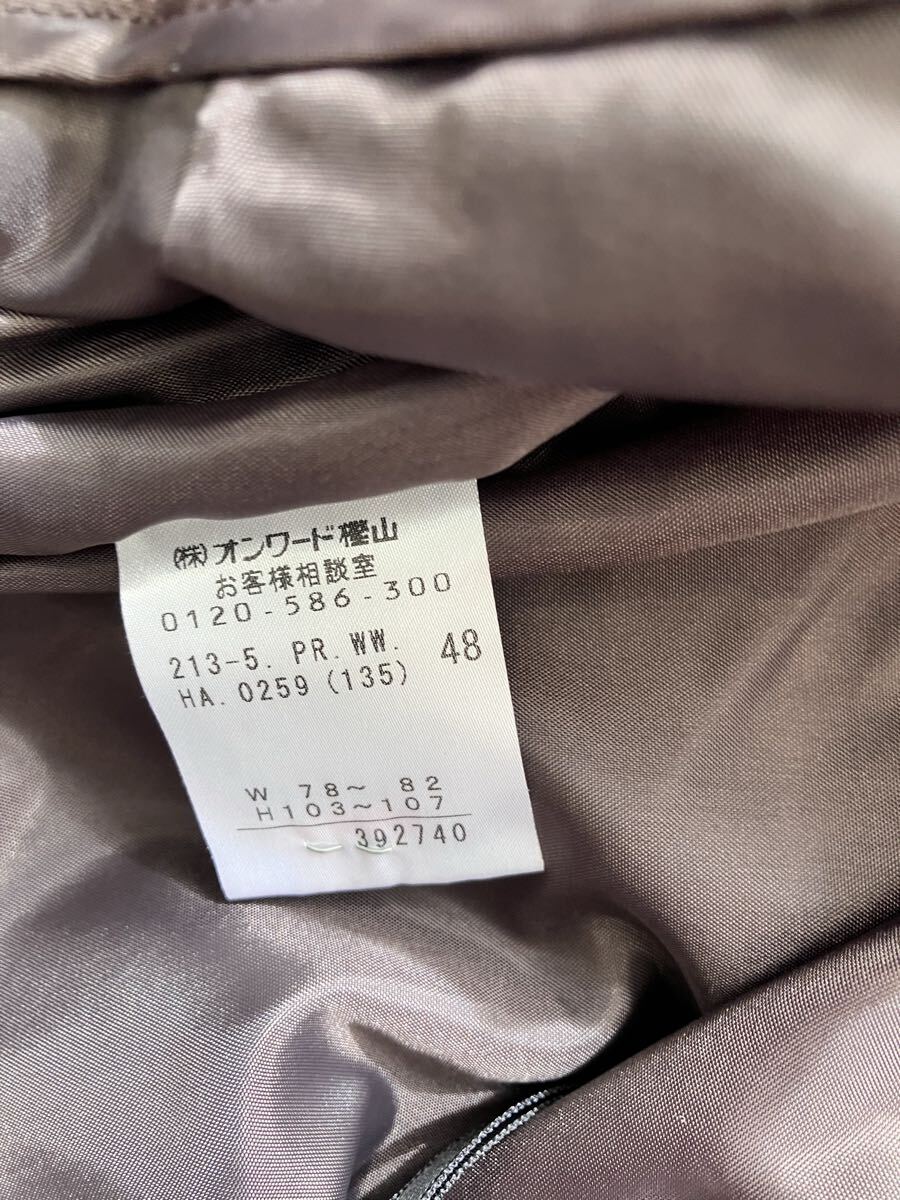 ㈱オンワード樫山
お客様相談室
0120-586-300
213-5. PR. WW. 48
HA. 0259 (135)
W 78～ 82
H103～107
392740